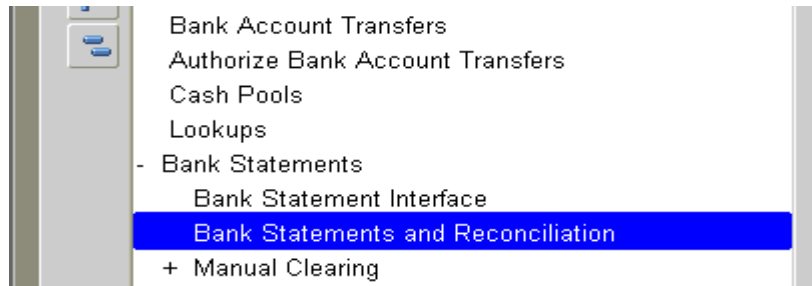 Bank Account Transfers
Authorize Bank Account Transfers
Cash Pools
Lookups
- Bank Statements
Bank Statement Interface
Bank Statements and Reconciliation
+ Manual Clearing